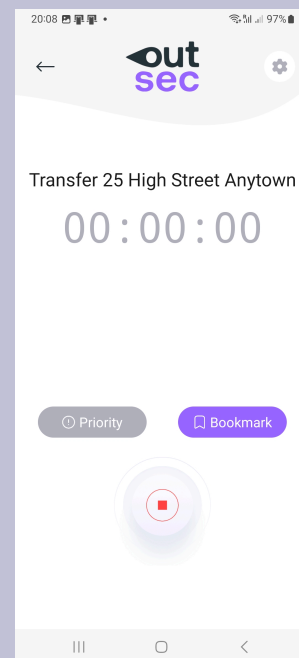 20:08 97%
out
sec
Transfer 25 High Street Anytown
00:00:00
Priority Bookmark